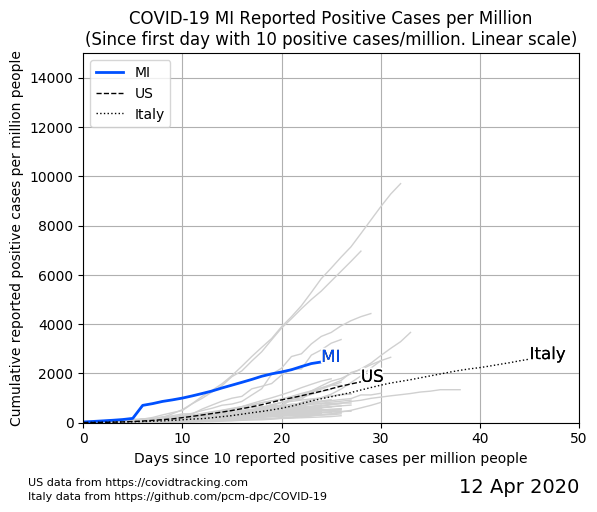 COVID-19 MI Reported Positive Cases per Million
(Since first day with 10 positive cases/million. Linear scale)
Cumulative reported positive cases per million people
14000
12000
10000
8000
6000
4000
2000
0
MI
US
Italy
MI
US
Italy
0 10 20 30 40 50
Days since 10 reported positive cases per million people
US data from https://covidtracking.com
Italy data from https://github.com/pcm-dpc/COVID-19
12 Apr 2020